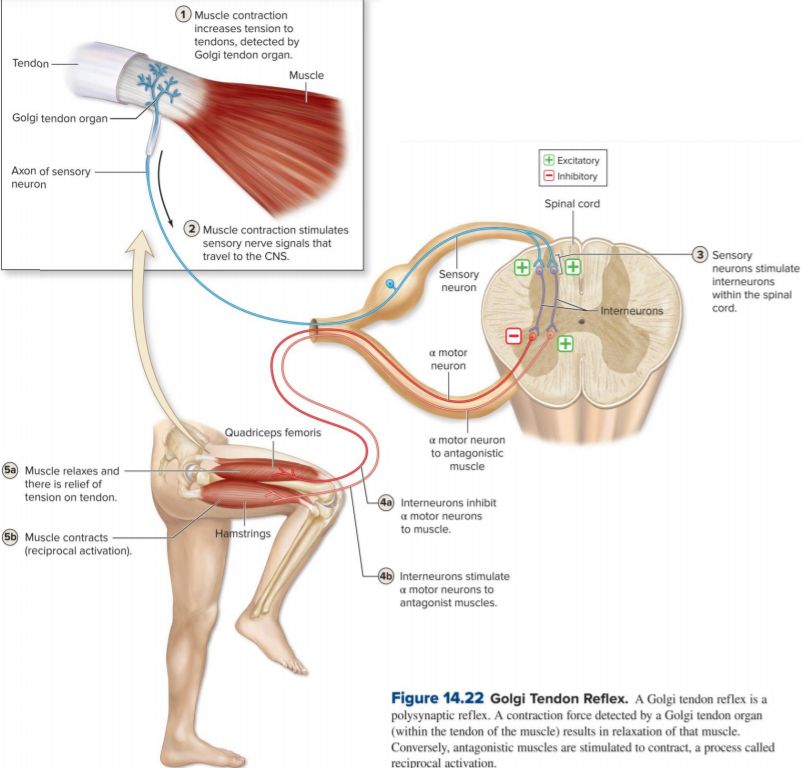 1 Muscle contraction
increases tension to
tendons, detected by
Golgi tendon organ.
Tendon
Muscle
Golgi tendon organ
Axon of sensory
neuron
2 Muscle contraction stimulates
sensory nerve signals that
travel to the CNS.
+ Excitatory
− Inhibitory
Spinal cord
3 Sensory
neurons stimulate
interneurons
within the spinal
cord.
+
+
Sensory
neuron
Interneurons
−
+
α motor
neuron
α motor neuron
to antagonistic
muscle
Quadriceps femoris
5a Muscle relaxes and
there is relief of
tension on tendon.
5b Muscle contracts
(reciprocal activation).
Hamstrings
4a Interneurons inhibit
α motor neurons
to muscle.
4b Interneurons stimulate
α motor neurons to
antagonist muscles.
Figure 14.22 Golgi Tendon Reflex. A Golgi tendon reflex is a
polysynaptic reflex. A contraction force detected by a Golgi tendon organ
(within the tendon of the muscle) results in relaxation of that muscle.
Conversely, antagonistic muscles are stimulated to contract, a process called
reciprocal activation.